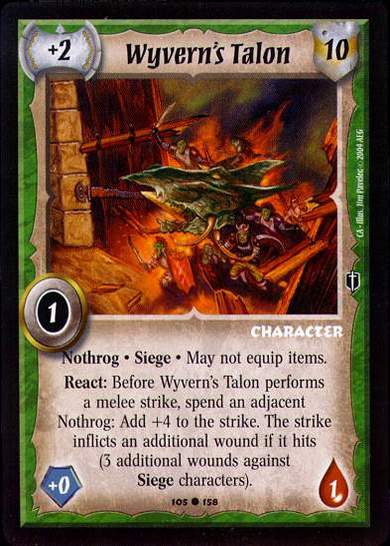 +2
Wyvern's Talon
10
CA • Illus. Jim Pavelec © 2004 AEG
1
CHARACTER
Nothrog • Siege • May not equip items.
React: Before Wyvern's Talon performs
a melee strike, spend an adjacent
Nothrog: Add +4 to the strike. The strike
inflicts an additional wound if it hits
(3 additional wounds against
Siege characters).
+0
1
105 ● 158